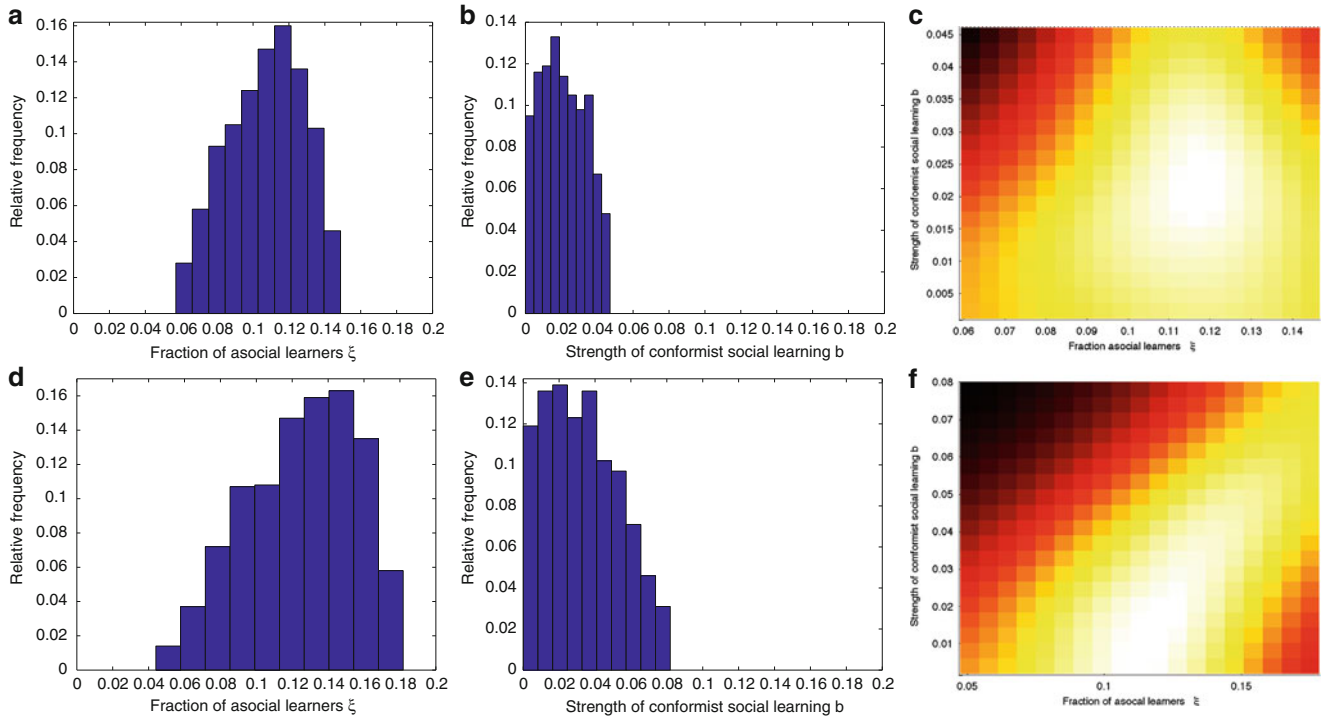 a
0.16
0.14
0.12
0.1
0.08
0.06
0.04
0.02
0
Relative frequency
0 0.02 0.04 0.06 0.08 0.1 0.12 0.14 0.16 0.18 0.2
Fraction of asocial learners ξ
b
0.14
0.12
0.1
0.08
0.06
0.04
0.02
0
Relative frequency
0 0.02 0.04 0.06 0.08 0.1 0.12 0.14 0.16 0.18 0.2
Strength of conformist social learning b
c
0.045
0.04
0.035
0.03
0.025
0.02
0.015
0.01
0.005
Strength of confoemist social learning b
0.06 0.07 0.08 0.09 0.1 0.11 0.12 0.13 0.14
Fraction asocial learners ξ
d
0.16
0.14
0.12
0.1
0.08
0.06
0.04
0.02
0
Relative frequency
0 0.02 0.04 0.06 0.08 0.1 0.12 0.14 0.16 0.18 0.2
Fraction of asocial learners ξ
e
0.14
0.12
0.1
0.08
0.06
0.04
0.02
0
Relative frequency
0 0.02 0.04 0.06 0.08 0.1 0.12 0.14 0.16 0.18 0.2
Strength of conformist social learning b
f
0.08
0.07
0.06
0.05
0.04
0.03
0.02
0.01
Strength of conformist social learning b
0.05 0.1 0.15
Fraction of asocial learners ξ